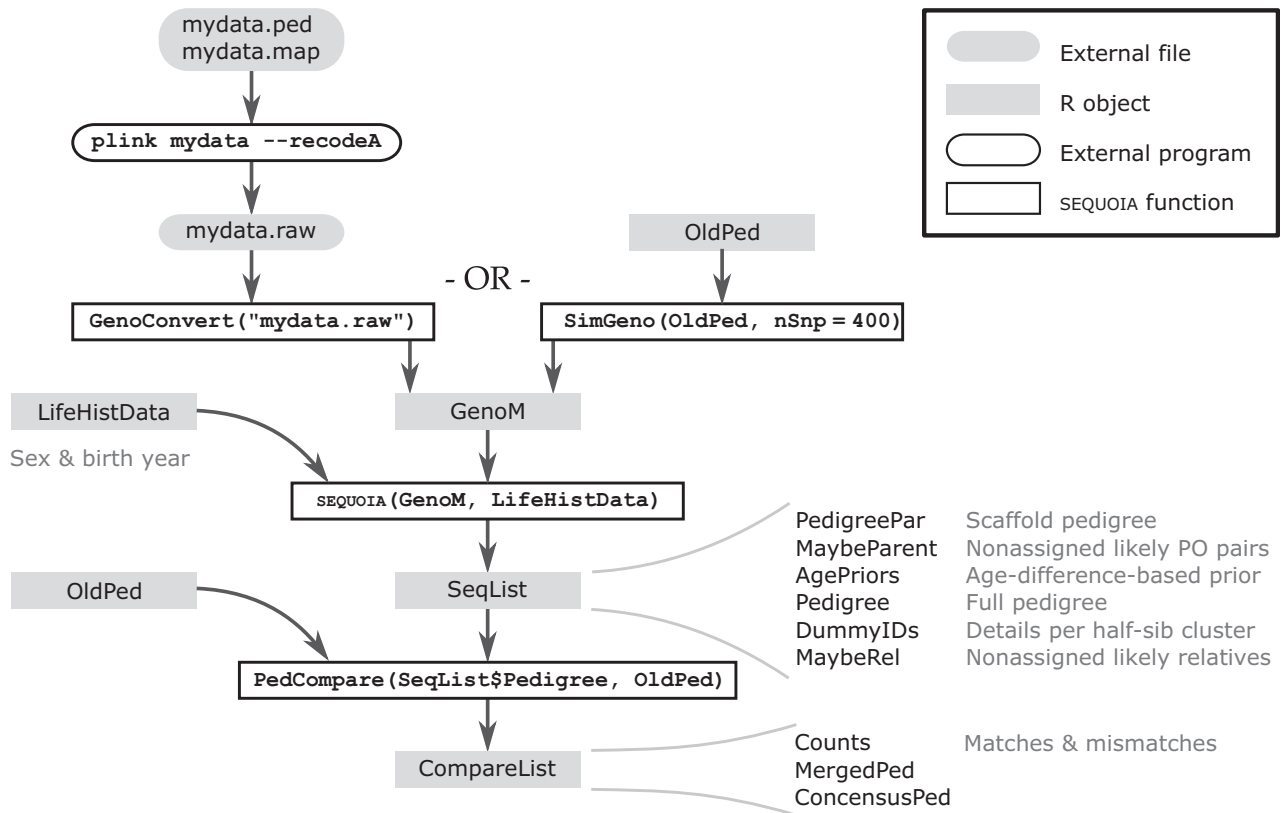 mydata.ped
mydata.map
External file
R object
External program
SEQUOIA function
plink mydata --recodeA
mydata.raw
OldPed
- OR -
GenoConvert("mydata.raw")
SimGeno(OldPed, nSnp = 400)
LifeHistData
GenoM
Sex & birth year
SEQUOIA(GenoM, LifeHistData)
PedigreePar Scaffold pedigree
MaybeParent Nonassigned likely PO pairs
AgePriors Age-difference-based prior
Pedigree Full pedigree
DummyIDs Details per half-sib cluster
MaybeRel Nonassigned likely relatives
OldPed
SeqList
PedCompare(SeqList$Pedigree, OldPed)
CompareList
Counts Matches & mismatches
MergedPed
ConcensusPed